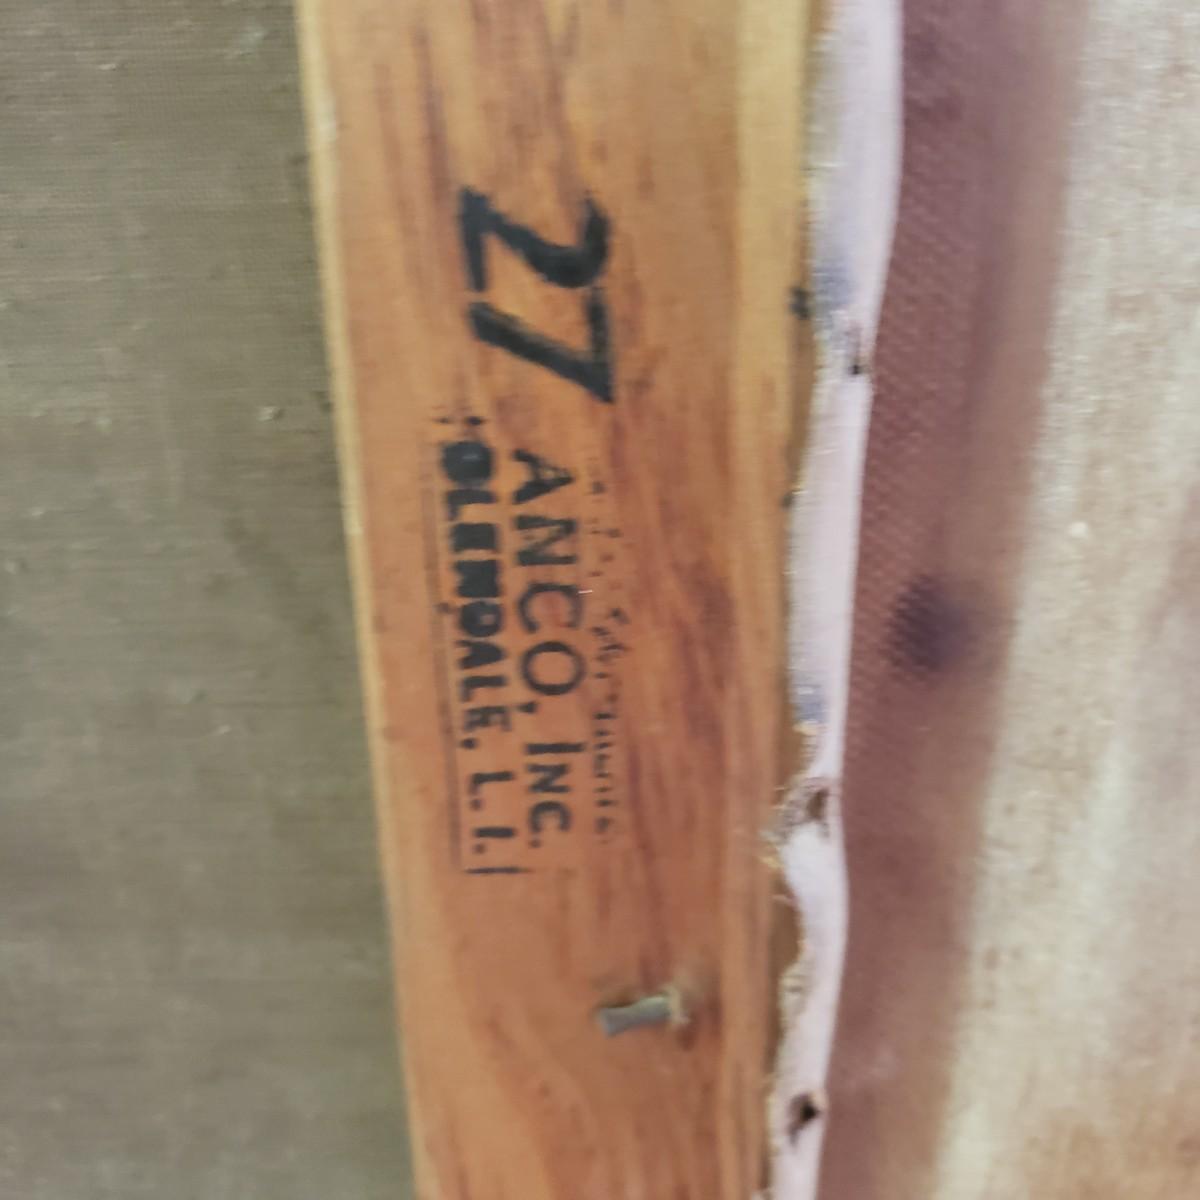 27
ANCO, INC.
GLENDALE, L. I.